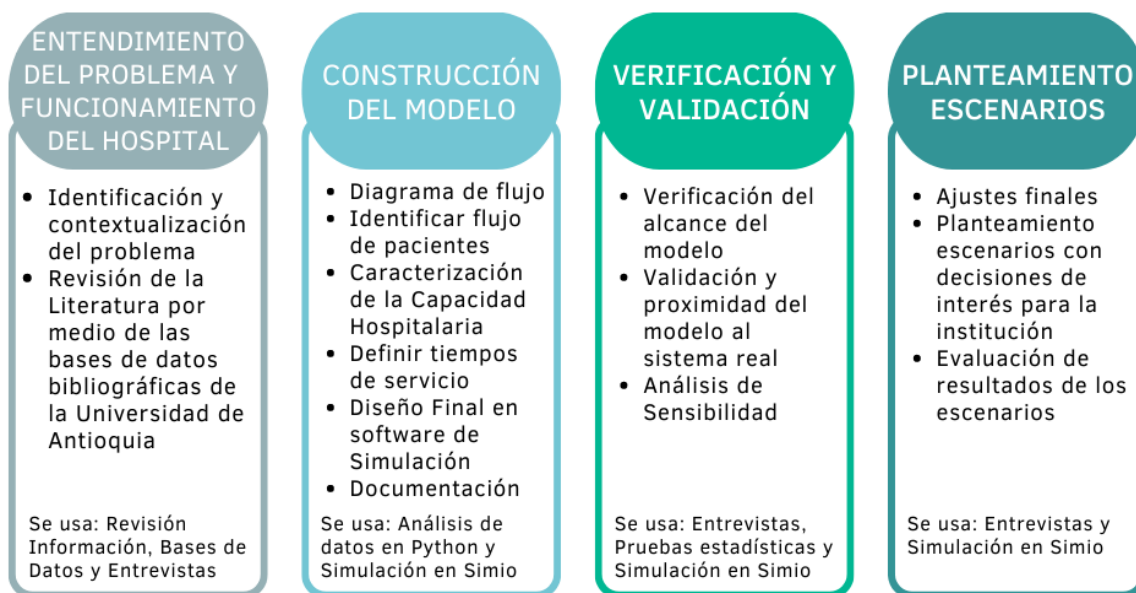 ENTENDIMIENTO
DEL PROBLEMA Y
FUNCIONAMIENTO
DEL HOSPITAL
• Identificación y
contextualización
del problema
• Revisión de la
Literatura por
medio de las
bases de datos
bibliográficas de
la Universidad de
Antioquia
Se usa: Revisión
Información, Bases de
Datos y Entrevistas
CONSTRUCCIÓN
DEL MODELO
• Diagrama de flujo
• Identificar flujo
de pacientes
• Caracterización
de la Capacidad
Hospitalaria
• Definir tiempos
de servicio
• Diseño Final en
software de
Simulación
• Documentación
Se usa: Análisis de
datos en Python y
Simulación en Simio
VERIFICACIÓN Y
VALIDACIÓN
• Verificación del
alcance del
modelo
• Validación y
proximidad del
modelo al
sistema real
• Análisis de
Sensibilidad
Se usa: Entrevistas,
Pruebas estadísticas y
Simulación en Simio
PLANTEAMIENTO
ESCENARIOS
• Ajustes finales
• Planteamiento
escenarios con
decisiones de
interés para la
institución
• Evaluación de
resultados de los
escenarios
Se usa: Entrevistas y
Simulación en Simio